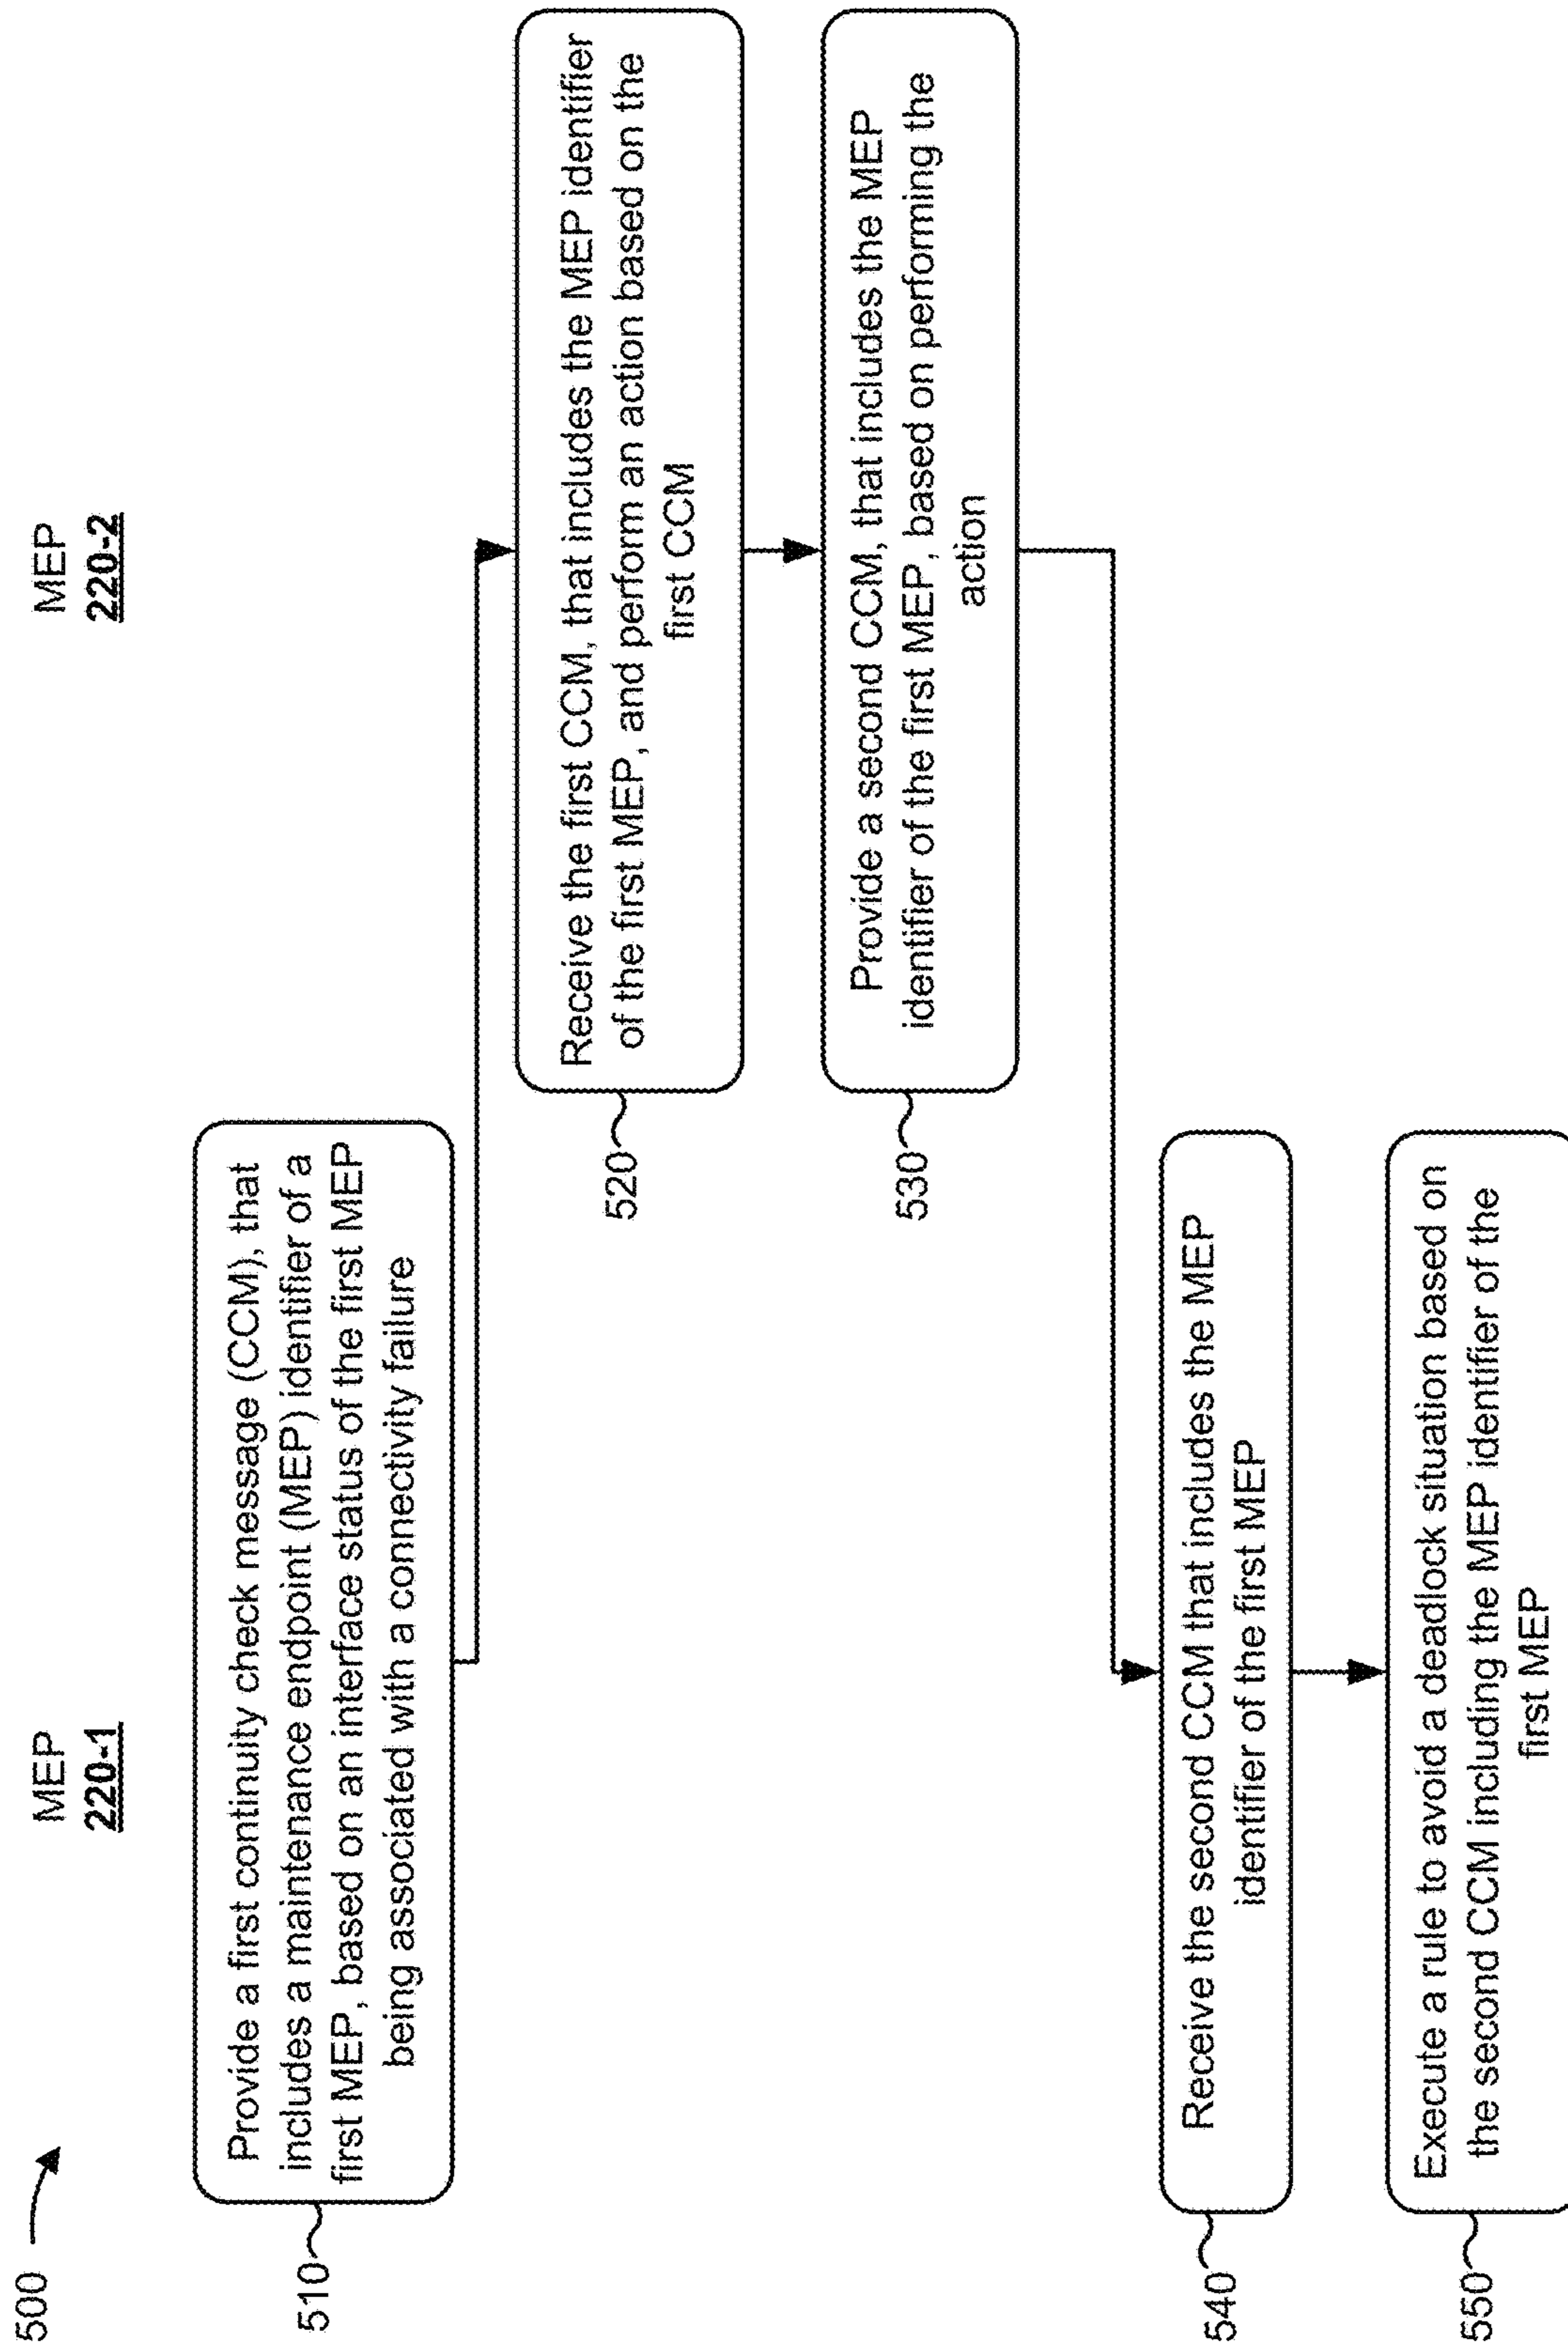 500
MEP
220-1
MEP
220-2
510
Provide a first continuity check message (CCM), that
includes a maintenance endpoint (MEP) identifier of a
first MEP, based on an interface status of the first MEP
being associated with a connectivity failure
520
Receive the first CCM, that includes the MEP identifier
of the first MEP, and perform an action based on the
first CCM
530
Provide a second CCM, that includes the MEP
identifier of the first MEP, based on performing the
action
540
Receive the second CCM that includes the MEP
identifier of the first MEP
550
Execute a rule to avoid a deadlock situation based on
the second CCM including the MEP identifier of the
first MEP